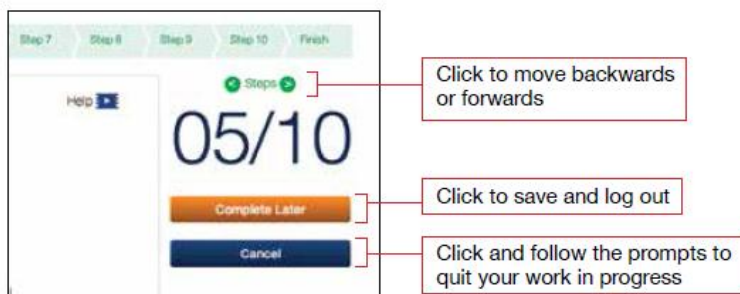 Step 7 Step 8 Step 9 Step 10 Finish
Steps
Click to move backwards
or forwards
Help
05/10
Complete Later
Click to save and log out
Cancel
Click and follow the prompts to
quit your work in progress